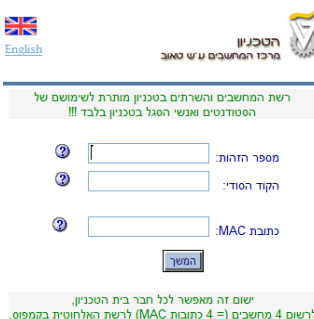 English
הטכניון
מרכז המחשבים ע״ש טאוב
רשת המחשבים והשרתים בטכניון מותרת לשימושם של
הסטודנטים ואנשי הסגל בטכניון בלבד !!!
מספר הזהות:
הקוד הסודי:
כתובת MAC:
המשך
ישום זה מאפשר לכל חבר בית הטכניון,
לרשום 4 מחשבים (= 4 כתובות MAC) לרשת האלחוטית בקמפוס.